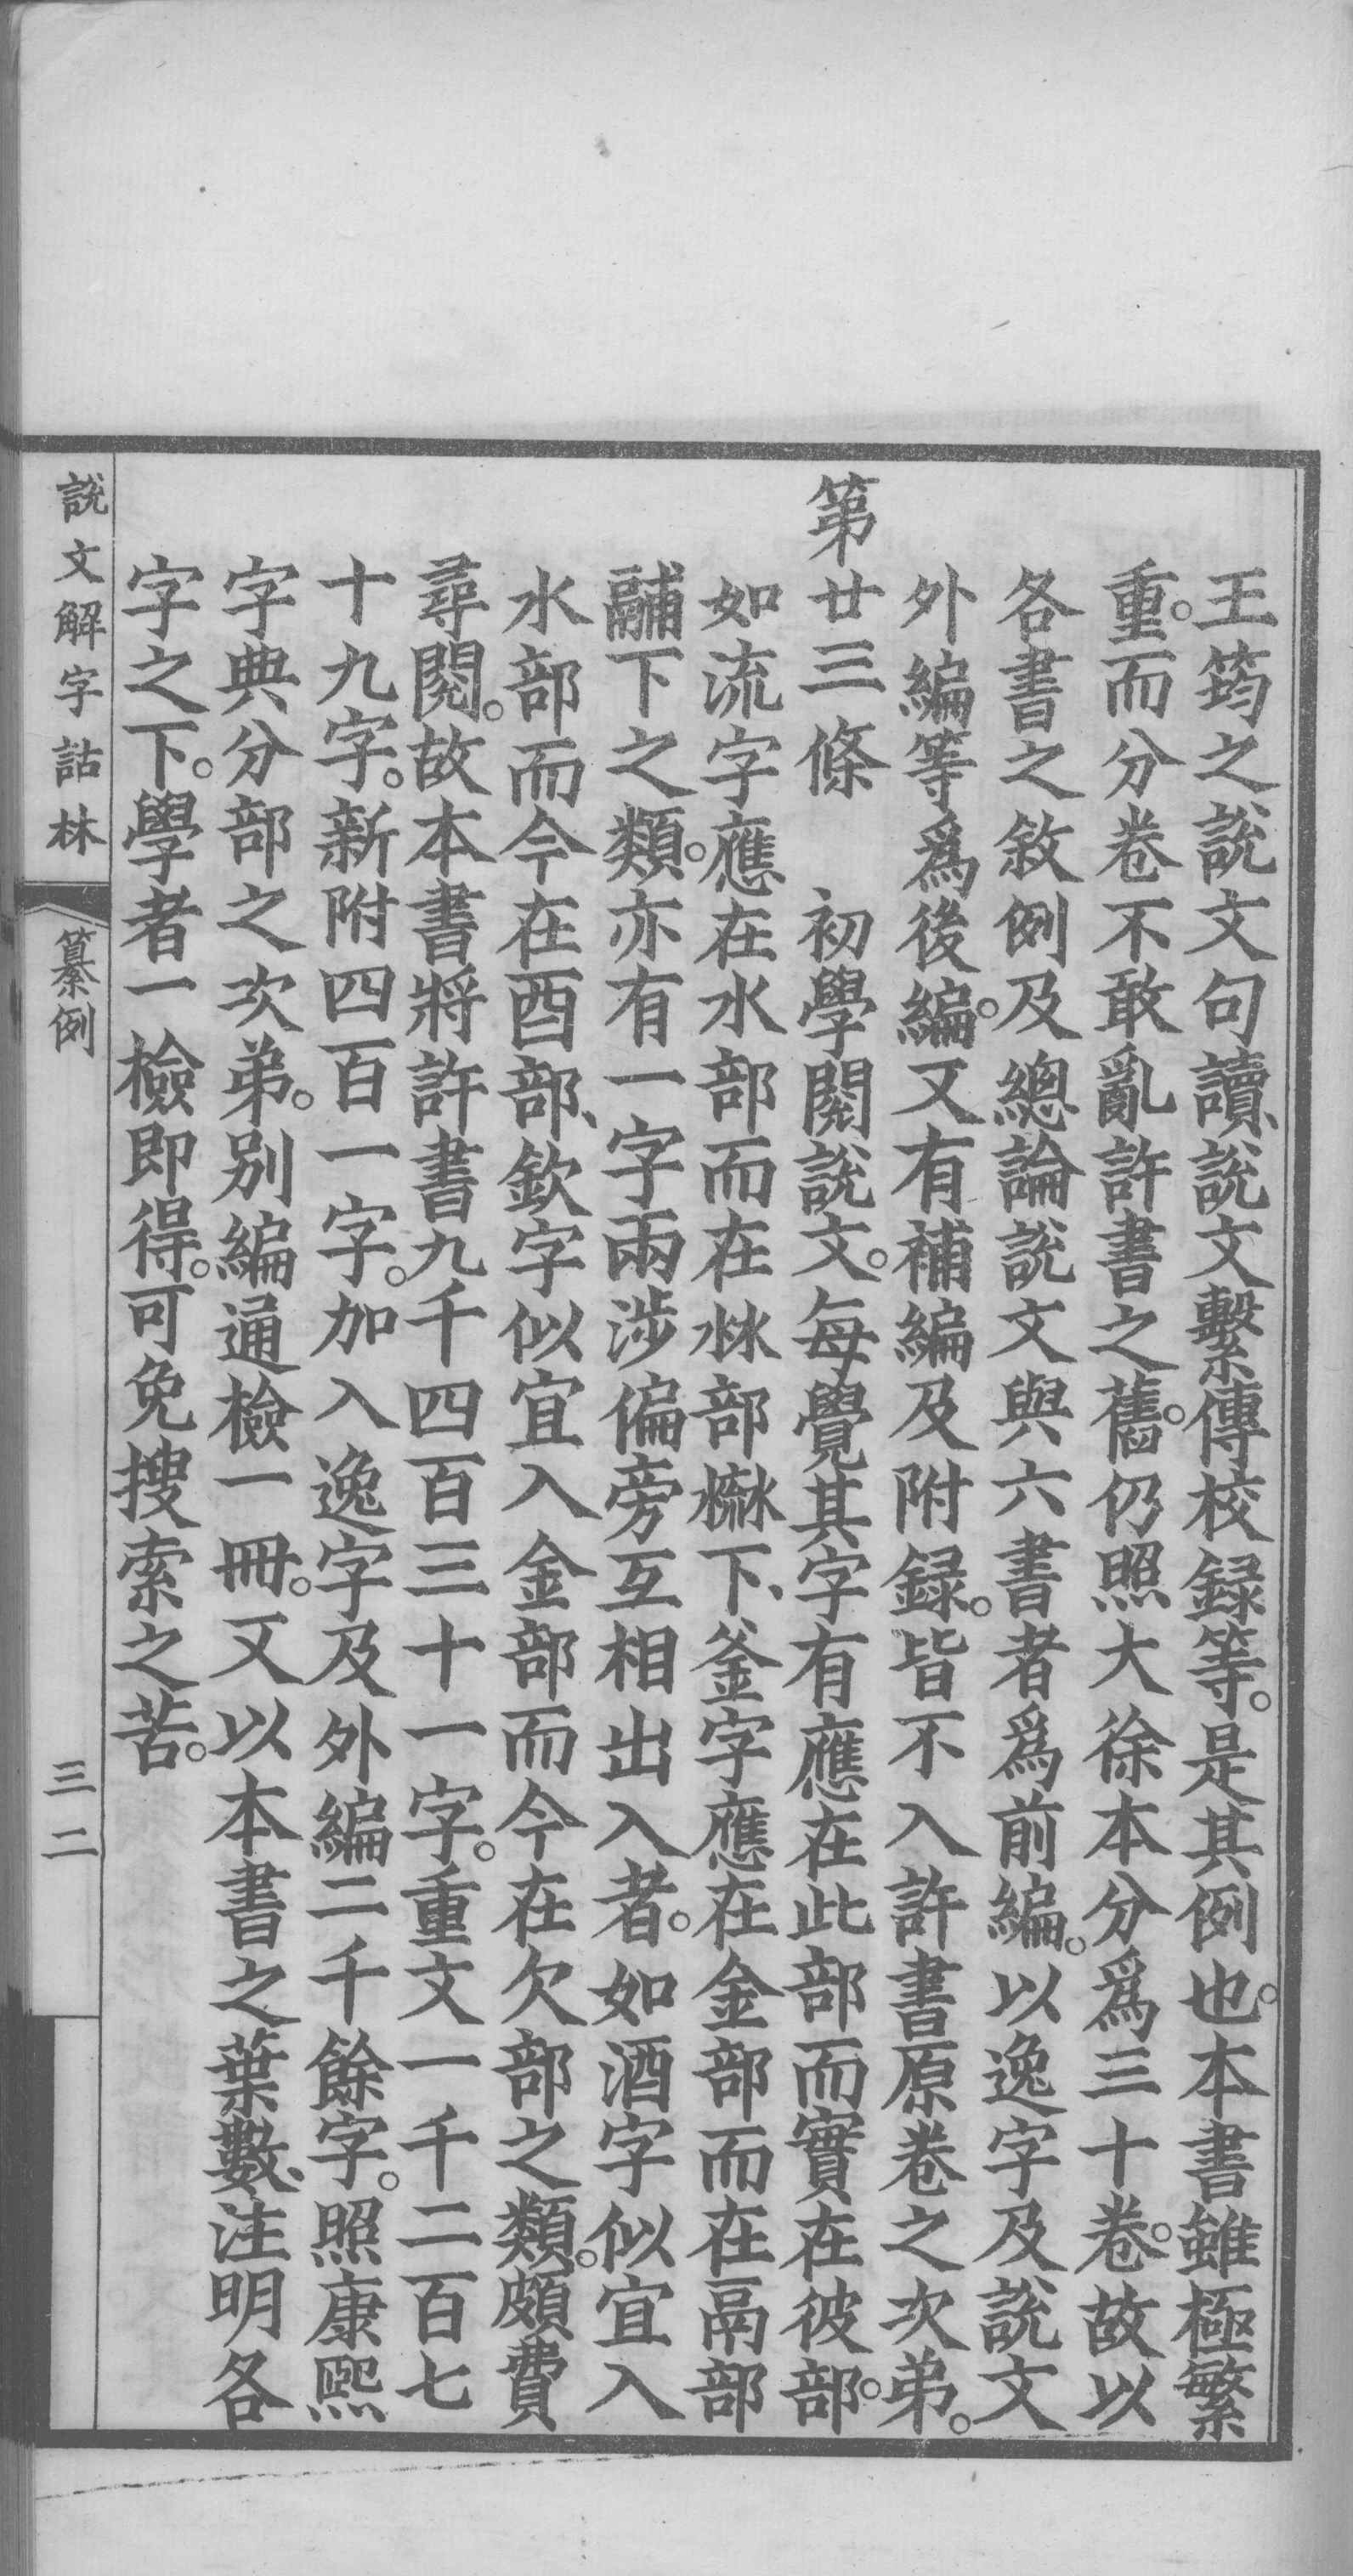 王筠之說文句讀、說文繫傳校録等。是其例也。本書雖極繁
重。而分卷不敢亂許書之舊。仍照大徐本分爲三十卷。故以
各書之敘例及總論說文與六書者爲前編。以逸字及說文
外編等爲後編。又有補編及附録。皆不入許書原卷之次弟。
第廿三條　初學閱說文。每覺其字有應在此部而實在彼部。
如流字應在水部而在沝部㵗下、釜字應在金部而在鬲部
鬴下之類。亦有一字兩涉偏旁互相出入者。如酒字似宜入
水部而今在酉部、欽字似宜入金部而今在欠部之類。頗費
尋閱。故本書將許書九千四百三十一字。重文一千二百七
十九字。新附四百一字。加入逸字及外編二千餘字。照康熙
字典分部之次弟。別編通檢一冊。又以本書之葉數、注明各
字之下。學者一檢即得。可免搜索之苦。
說文解字詁林
纂例
三二